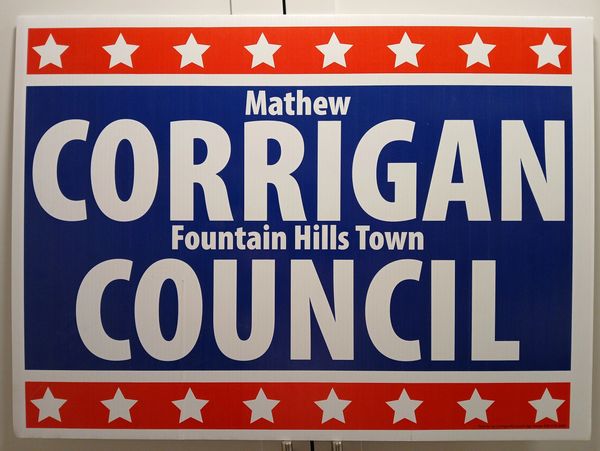 Mathew
CORRIGAN
Fountain Hills Town
COUNCIL